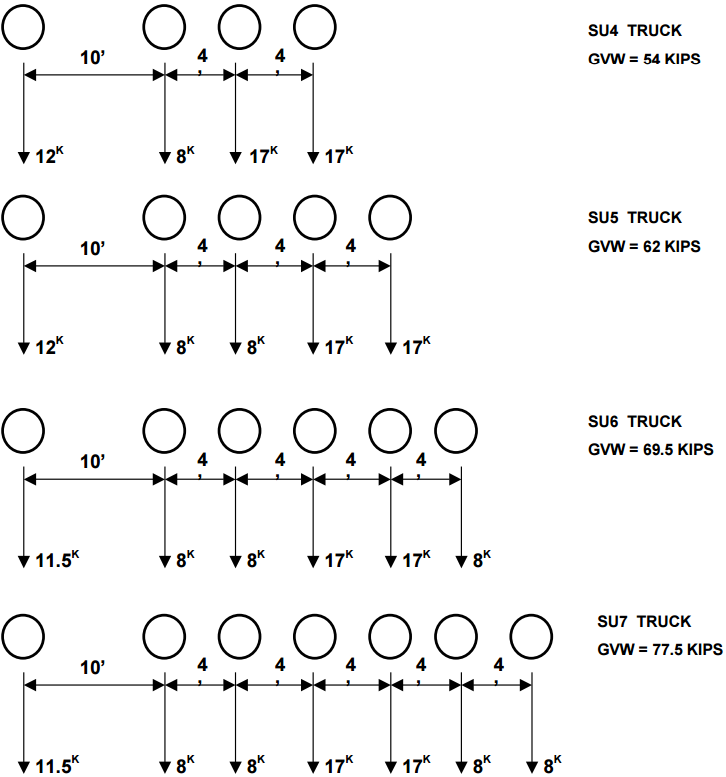 SU4 TRUCK
10’ 4’ 4’
GVW = 54 KIPS
12K 8K 17K 17K
SU5 TRUCK
10’ 4’ 4’ 4’
GVW = 62 KIPS
12K 8K 8K 17K 17K
SU6 TRUCK
GVW = 69.5 KIPS
10’ 4’ 4’ 4’ 4’
11.5K 8K 8K 17K 17K 8K
SU7 TRUCK
GVW = 77.5 KIPS
10’ 4’ 4’ 4’ 4’ 4’
11.5K 8K 8K 17K 17K 8K 8K